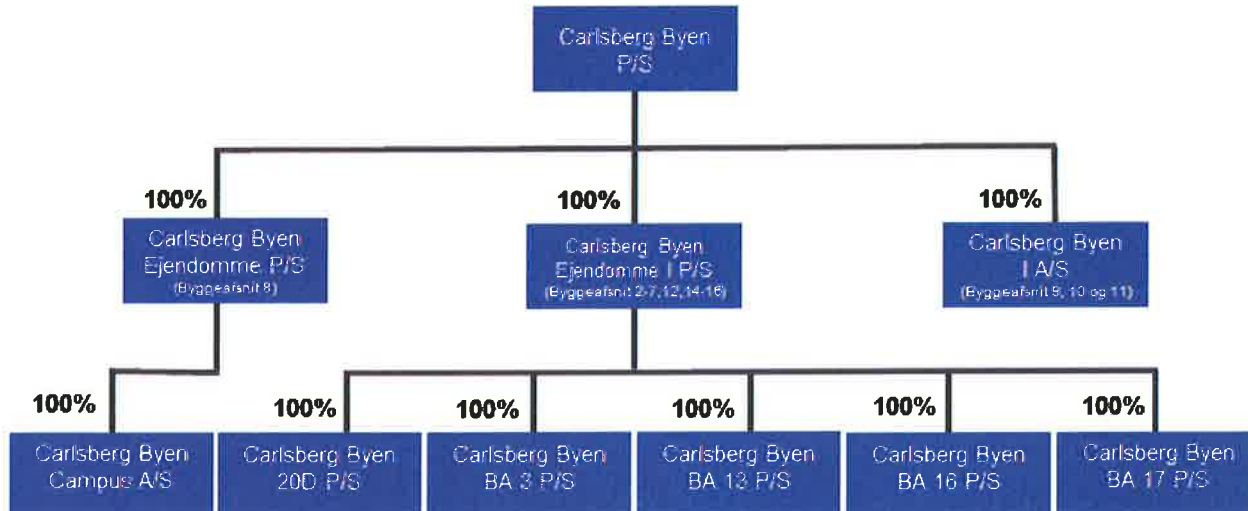 Carlsberg Byen
P/S
100%
100%
100%
Carlsberg Byen
Ejendomme P/S
(Byggeafsnit 8)
Carlsberg Byen
Ejendomme I P/S
(Byggeafsnit 2-7,12,14-16)
Carlsberg Byen
I A/S
(Byggeafsnit 9, 10 og 11)
100%
100%
100%
100%
100%
100%
Carlsberg Byen
Campus A/S
Carlsberg Byen
20D P/S
Carlsberg Byen
BA 3 P/S
Carlsberg Byen
BA 13 P/S
Carlsberg Byen
BA 16 P/S
Carlsberg Byen
BA 17 P/S